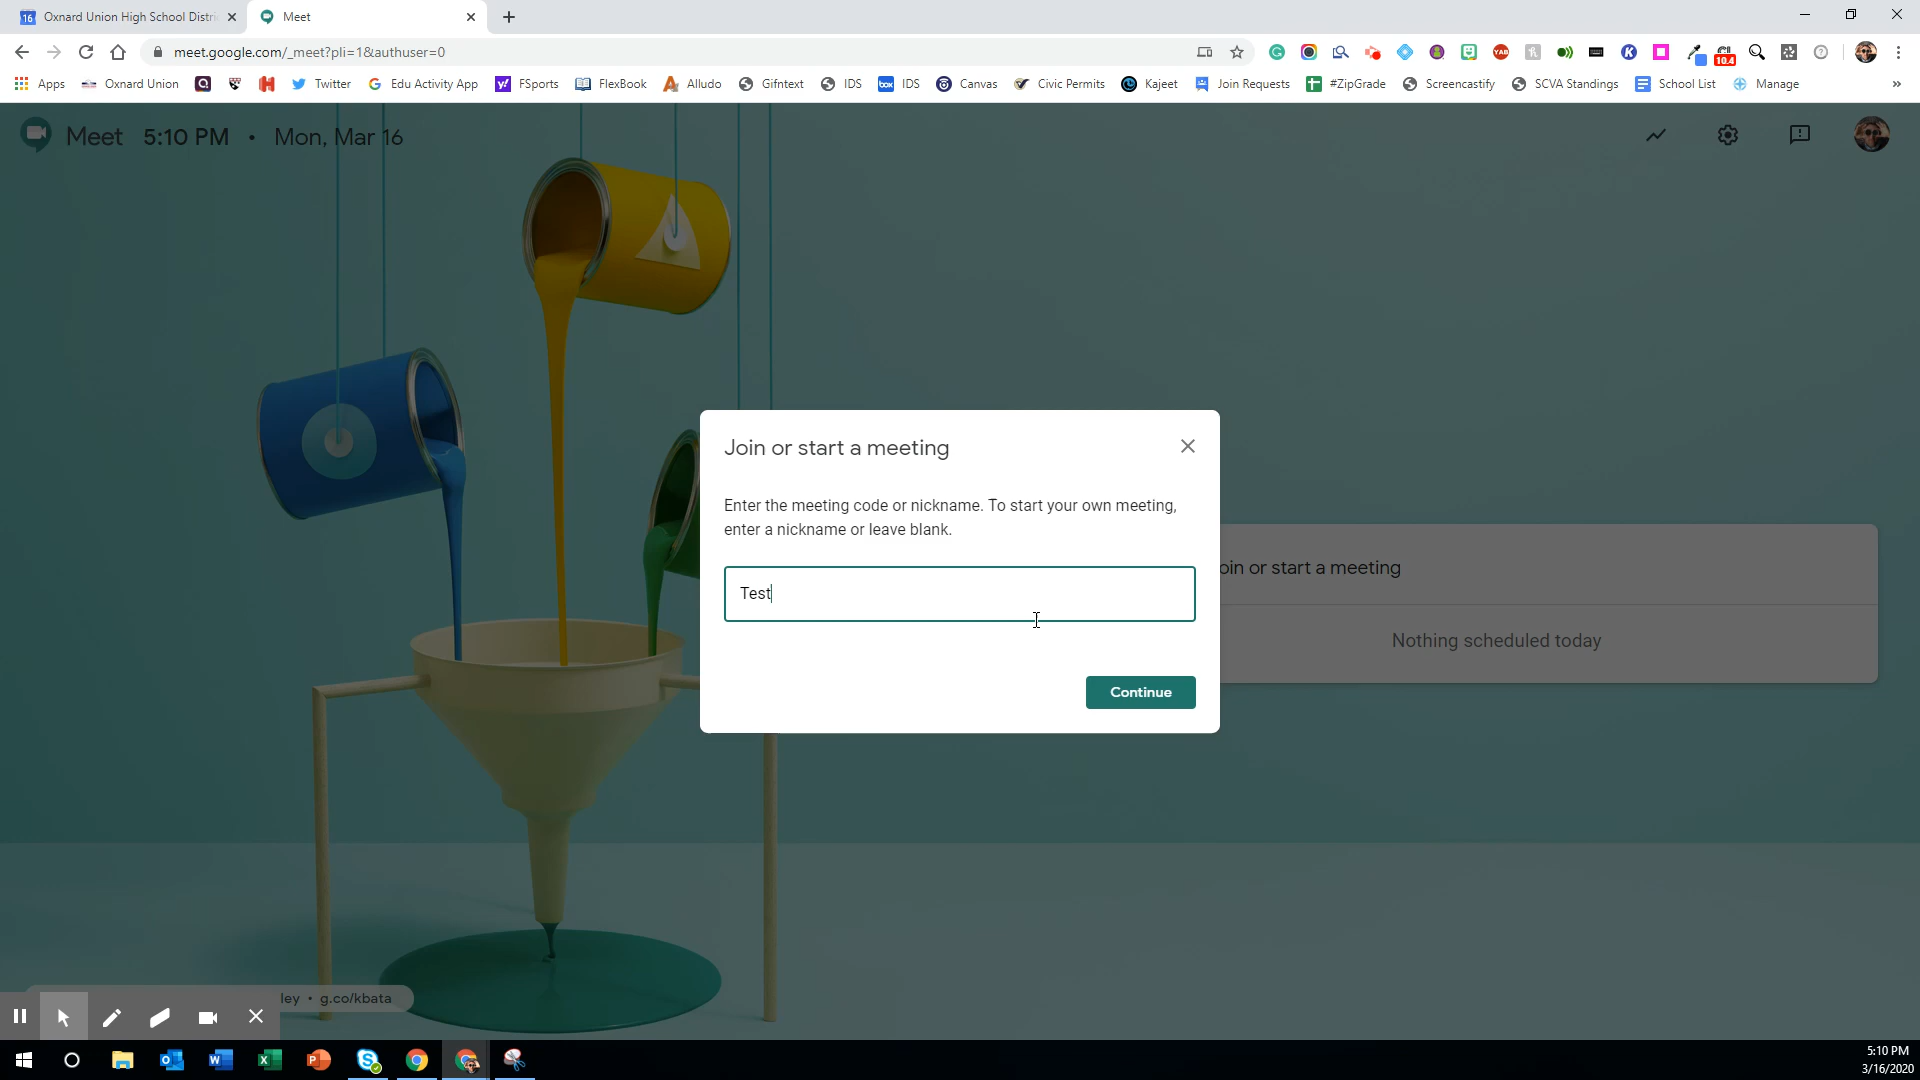 Oxnard Union High School Distri
Meet
meet.google.com/_meet?pli=1&authuser=0
10.4
Apps
Oxnard Union
Twitter
Edu Activity App
FSports
FlexBook
Alludo
Gifntext
IDS
box
IDS
Canvas
Civic Permits
Kajeet
Join Requests
#ZipGrade
Screencastify
SCVA Standings
School List
Manage
»
Meet 5:10 PM • Mon, Mar 16
Join or start a meeting
Enter the meeting code or nickname. To start your own meeting,
enter a nickname or leave blank.
Test
Continue
oin or start a meeting
Nothing scheduled today
ley • g.co/kbata
5:10 PM
3/16/2020